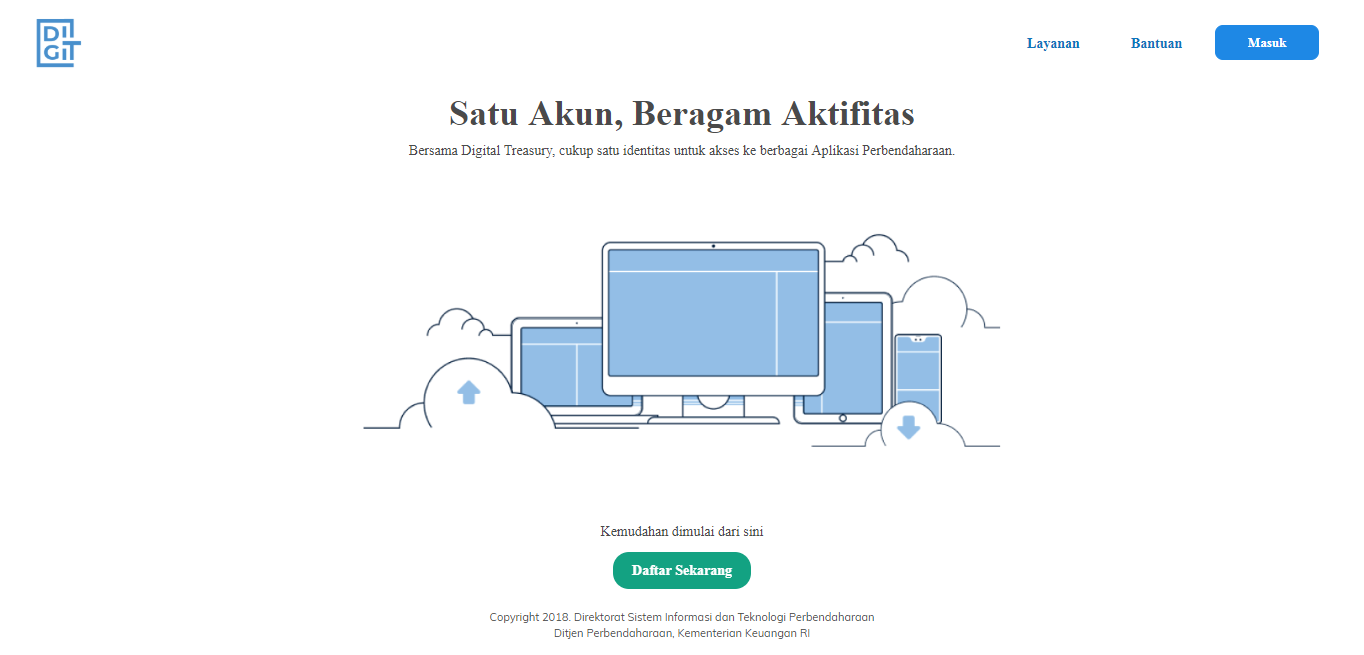 DI
GIT
Layanan
Bantuan
Masuk
Satu Akun, Beragam Aktifitas
Bersama Digital Treasury, cukup satu identitas untuk akses ke berbagai Aplikasi Perbendaharaan.
Kemudahan dimulai dari sini
Daftar Sekarang
Copyright 2018. Direktorat Sistem Informasi dan Teknologi Perbendaharaan
Ditjen Perbendaharaan, Kementerian Keuangan RI